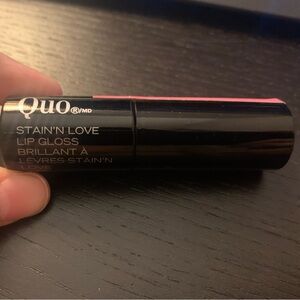 Quo®/MD
STAIN'N LOVE
LIP GLOSS
BRILLANT À
LÈVRES STAIN'N
LOVE